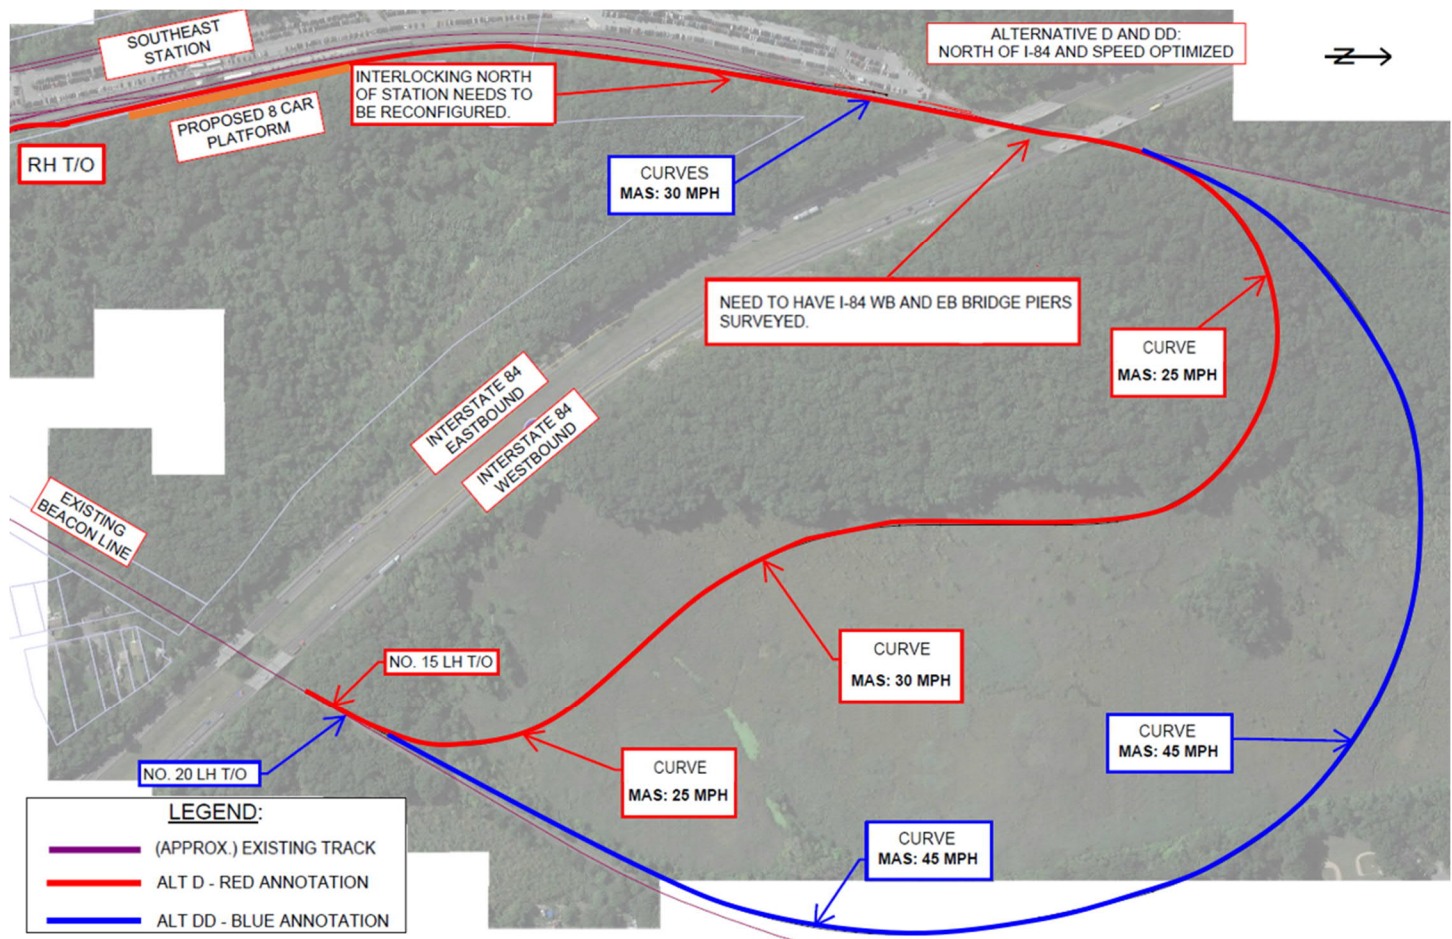 SOUTHEAST
STATION
ALTERNATIVE D AND DD:
NORTH OF I-84 AND SPEED OPTIMIZED
N
INTERLOCKING NORTH
OF STATION NEEDS TO
BE RECONFIGURED.
PROPOSED 8 CAR
PLATFORM
RH T/O
CURVES
MAS: 30 MPH
NEED TO HAVE I-84 WB AND EB BRIDGE PIERS
SURVEYED.
CURVE
MAS: 25 MPH
INTERSTATE 84
EASTBOUND
INTERSTATE 84
WESTBOUND
EXISTING
BEACON LINE
NO. 15 LH T/O
CURVE
MAS: 30 MPH
NO. 20 LH T/O
CURVE
MAS: 25 MPH
CURVE
MAS: 45 MPH
CURVE
MAS: 45 MPH
LEGEND:
(APPROX.) EXISTING TRACK
ALT D - RED ANNOTATION
ALT DD - BLUE ANNOTATION